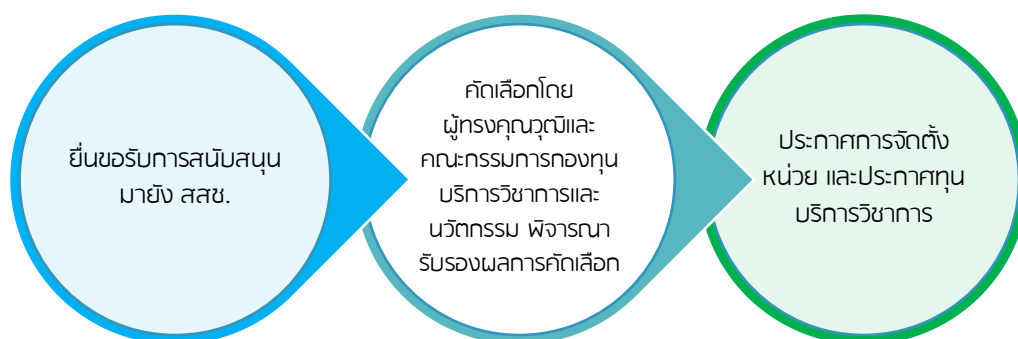 ยื่นขอรับการสนับสนุน
มายัง สสช.
คัดเลือกโดย
ผู้ทรงคุณวุฒิและ
คณะกรรมการกองทุน
บริการวิชาการและ
นวัตกรรม พิจารณา
รับรองผลการคัดเลือก
ประกาศการจัดตั้ง
หน่วย และประกาศทุน
บริการวิชาการ